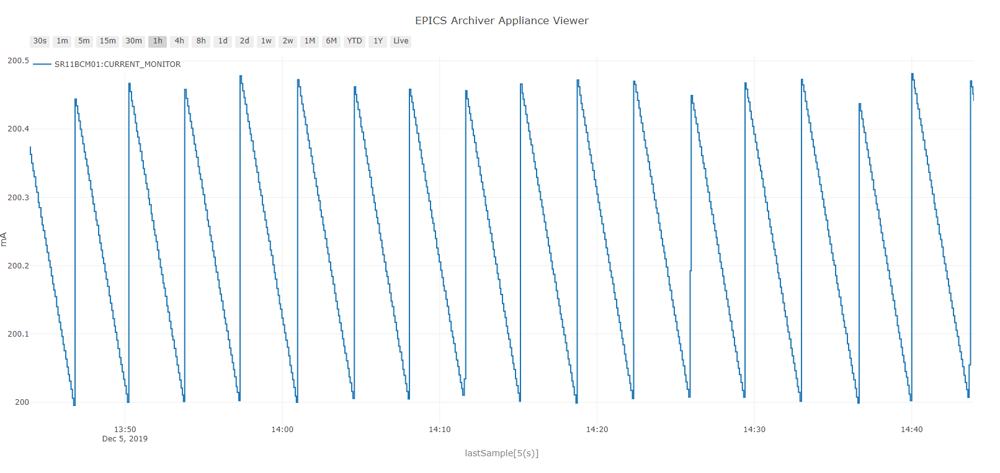 EPICS Archiver Appliance Viewer
30s 1m 5m 15m 30m 1h 4h 8h 1d 2d 1w 2w 1M 6M YTD 1Y Live
SR11BCM01:CURRENT_MONITOR
200.5
200.4
200.3
200.2
200.1
200
mA
13:50 14:00 14:10 14:20 14:30 14:40
Dec 5, 2019
lastSample[5(s)]